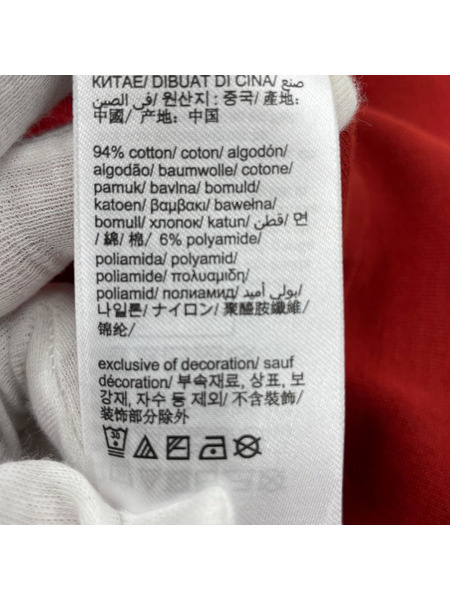 КИТАЕ/ DIBUAT DI CINA/ صنع
في الصين/ 원산지 : 중국/ 產地:
中國/ 产地: 中国
94% cotton/ coton/ algodón/
algodão/ baumwolle/ cotone/
pamuk/ bavlna/ bomuld/
katoen/ βαμβακι/ bawełna/
bomull/ хлопок/ katun/ قطن/ 면
/ 綿/ 棉/ 6% polyamide/
poliamida/ polyamid/
poliammide/ πολυαμιδη/
poliamid/ полиамид/ بولي أميد/
나일론/ ナイロン/ 聚醯胺纖維/
锦纶/
exclusive of decoration/ sauf
décoration/ 부속재료, 상표, 보
강재, 자수 등 제외/ 不含裝飾/
装饰部分除外
30